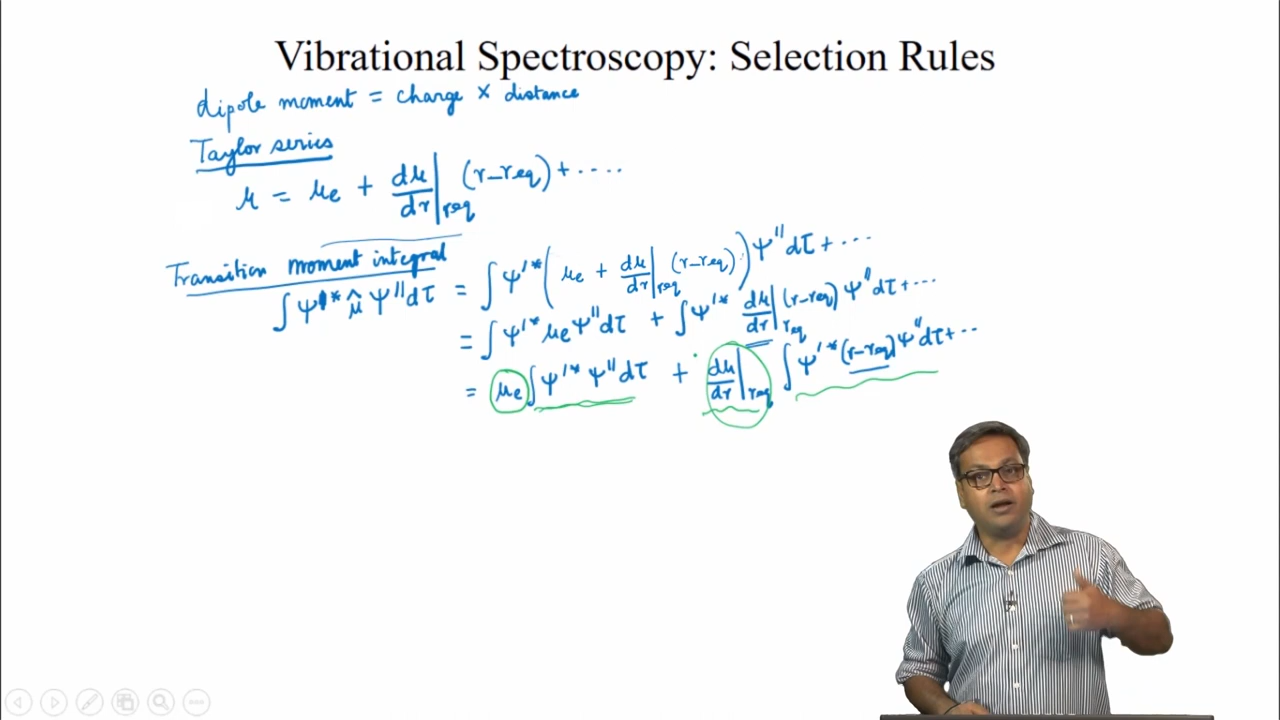 Vibrational Spectroscopy: Selection Rules
dipole moment = charge × distance
Taylor series
μ = μe + dμ/dr|req (r-req) + ....
Transition moment integral
∫ψ'* μ̂ ψ'' dτ = ∫ψ'* (μe + dμ/dr|req (r-req)) ψ'' dτ + ...
= ∫ψ'* μe ψ'' dτ + ∫ψ'* dμ/dr|req (r-req) ψ'' dτ + ...
= μe ∫ψ'* ψ'' dτ + dμ/dr|req ∫ψ'* (r-req) ψ'' dτ + ...